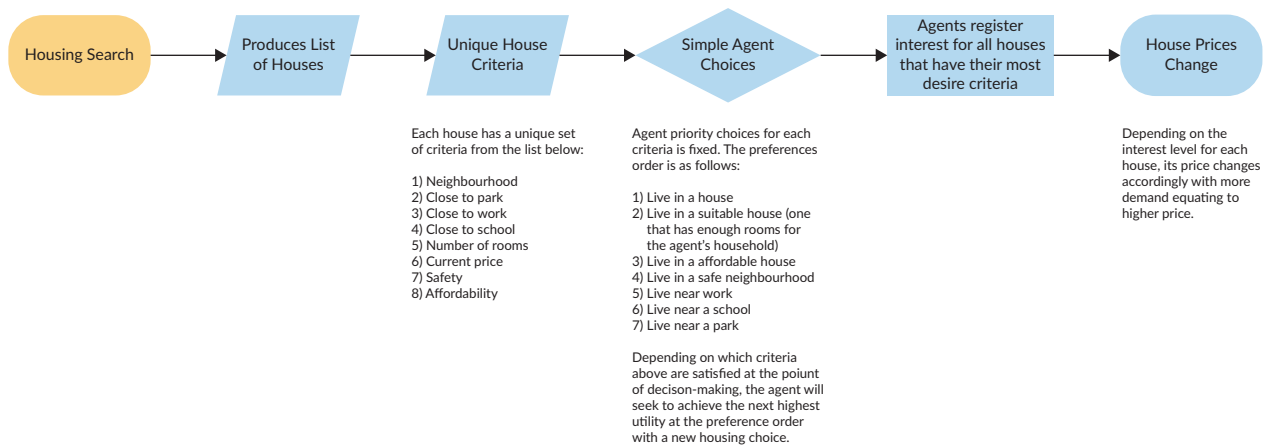 Housing Search
Produces List
of Houses
Unique House
Criteria
Simple Agent
Choices
Agents register
interest for all houses
that have their most
desire criteria
House Prices
Change
Each house has a unique set
of criteria from the list below:
1) Neighbourhood
2) Close to park
3) Close to work
4) Close to school
5) Number of rooms
6) Current price
7) Safety
8) Affordability
Agent priority choices for each
criteria is fixed. The preferences
order is as follows:
1) Live in a house
2) Live in a suitable house (one
that has enough rooms for
the agent's household)
3) Live in a affordable house
4) Live in a safe neighbourhood
5) Live near work
6) Live near a school
7) Live near a park
Depending on which criteria
above are satisfied at the poiunt
of decison-making, the agent will
seek to achieve the next highest
utility at the preference order
with a new housing choice.
Depending on the
interest level for each
house, its price changes
accordingly with more
demand equating to
higher price.